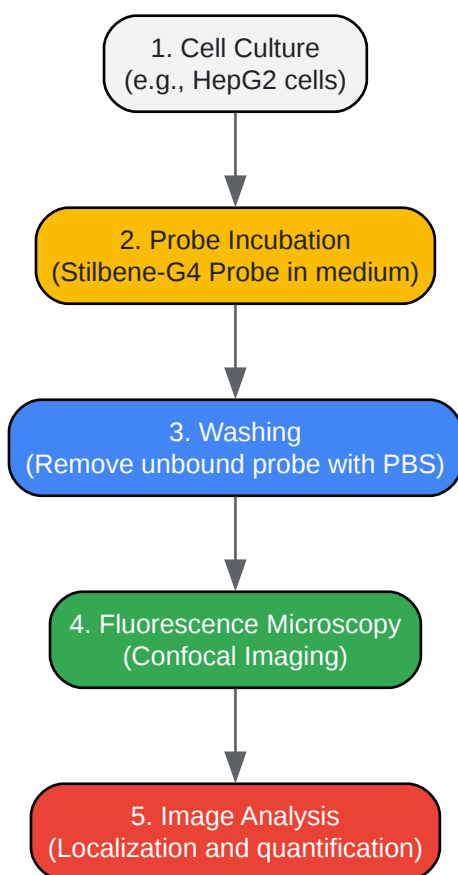 1. Cell Culture
(e.g., HepG2 cells)
2. Probe Incubation
(Stilbene-G4 Probe in medium)
3. Washing
(Remove unbound probe with PBS)
4. Fluorescence Microscopy
(Confocal Imaging)
5. Image Analysis
(Localization and quantification)